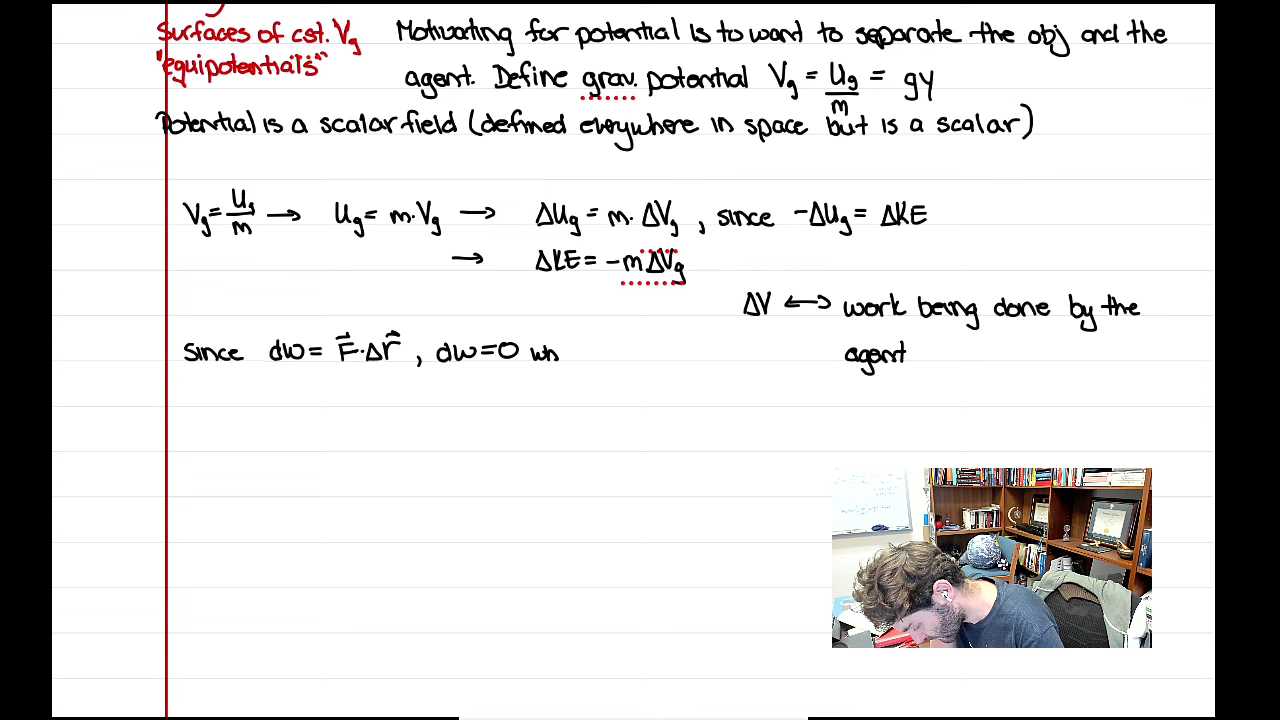 Surfaces of cst. Vg
"equipotentials"
Motivating for potential is to want to separate the obj and the
agent. Define grav. potential Vg = Ug/m = gy
Potential is a scalar field (defined everywhere in space but is a scalar)
Vg = Ug/m → Ug = m·Vg → ΔUg = m·ΔVg , since -ΔUg = ΔKE
→ ΔKE = -mΔVg
ΔV ↔ work being done by the
agent
since dw = F⃗·Δr⃗ , dw=0 wh